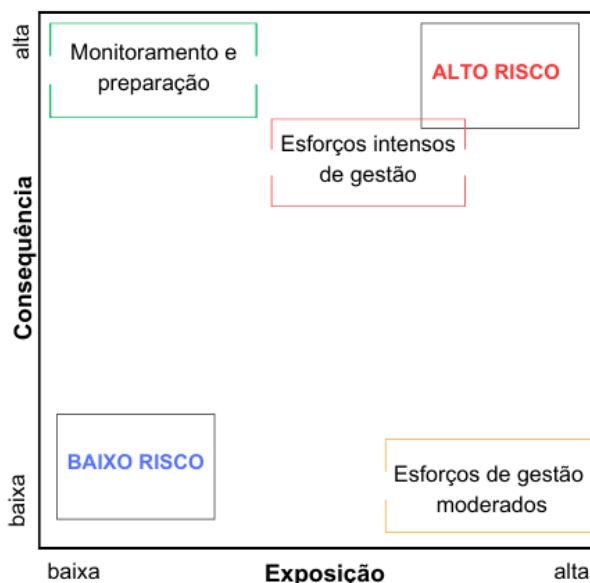 alta
Monitoramento e
preparação
ALTO RISCO
Esforços intensos
de gestão
Consequência
BAIXO RISCO
Esforços de gestão
moderados
baixa
baixa
Exposição
alta